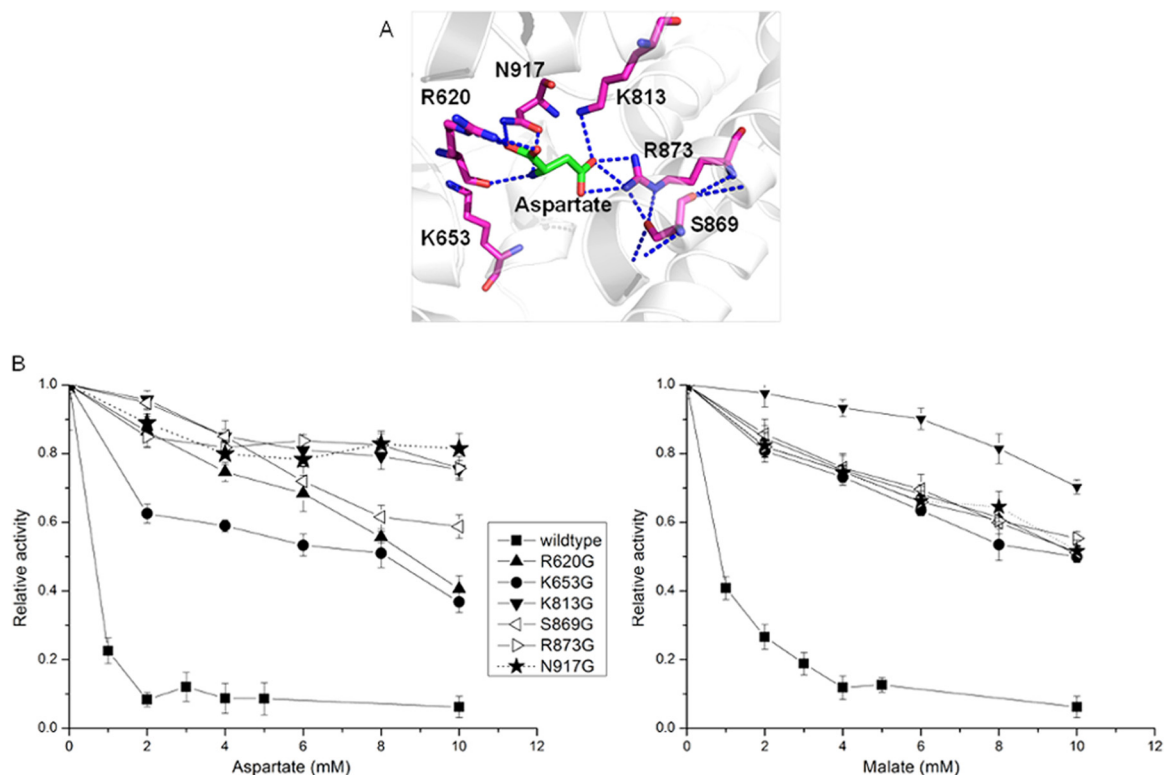 A
N917
R620
K813
R873
Aspartate
S869
K653
B
1.0
0.8
0.6
0.4
0.2
0.0
Relative activity
0 2 4 6 8 10 12
Aspartate (mM)
wildtype
R620G
K653G
K813G
S869G
R873G
N917G
1.0
0.8
0.6
0.4
0.2
0.0
Relative activity
0 2 4 6 8 10 12
Malate (mM)